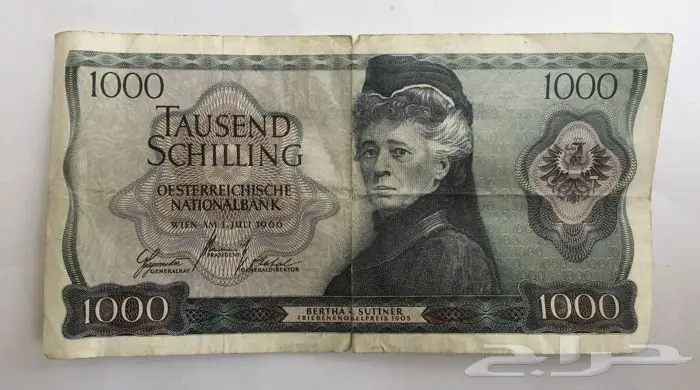 1000
1000
TAUSEND
SCHILLING
OESTERREICHISCHE
NATIONALBANK
WIEN·AM 1. JULI 1966
GENERALRAT
PRÄSIDENT
GENERALDIREKTOR
1000
BERTHA v. SUTTNER
FRIEDENSNOBELPREIS 1905
1000
حراج